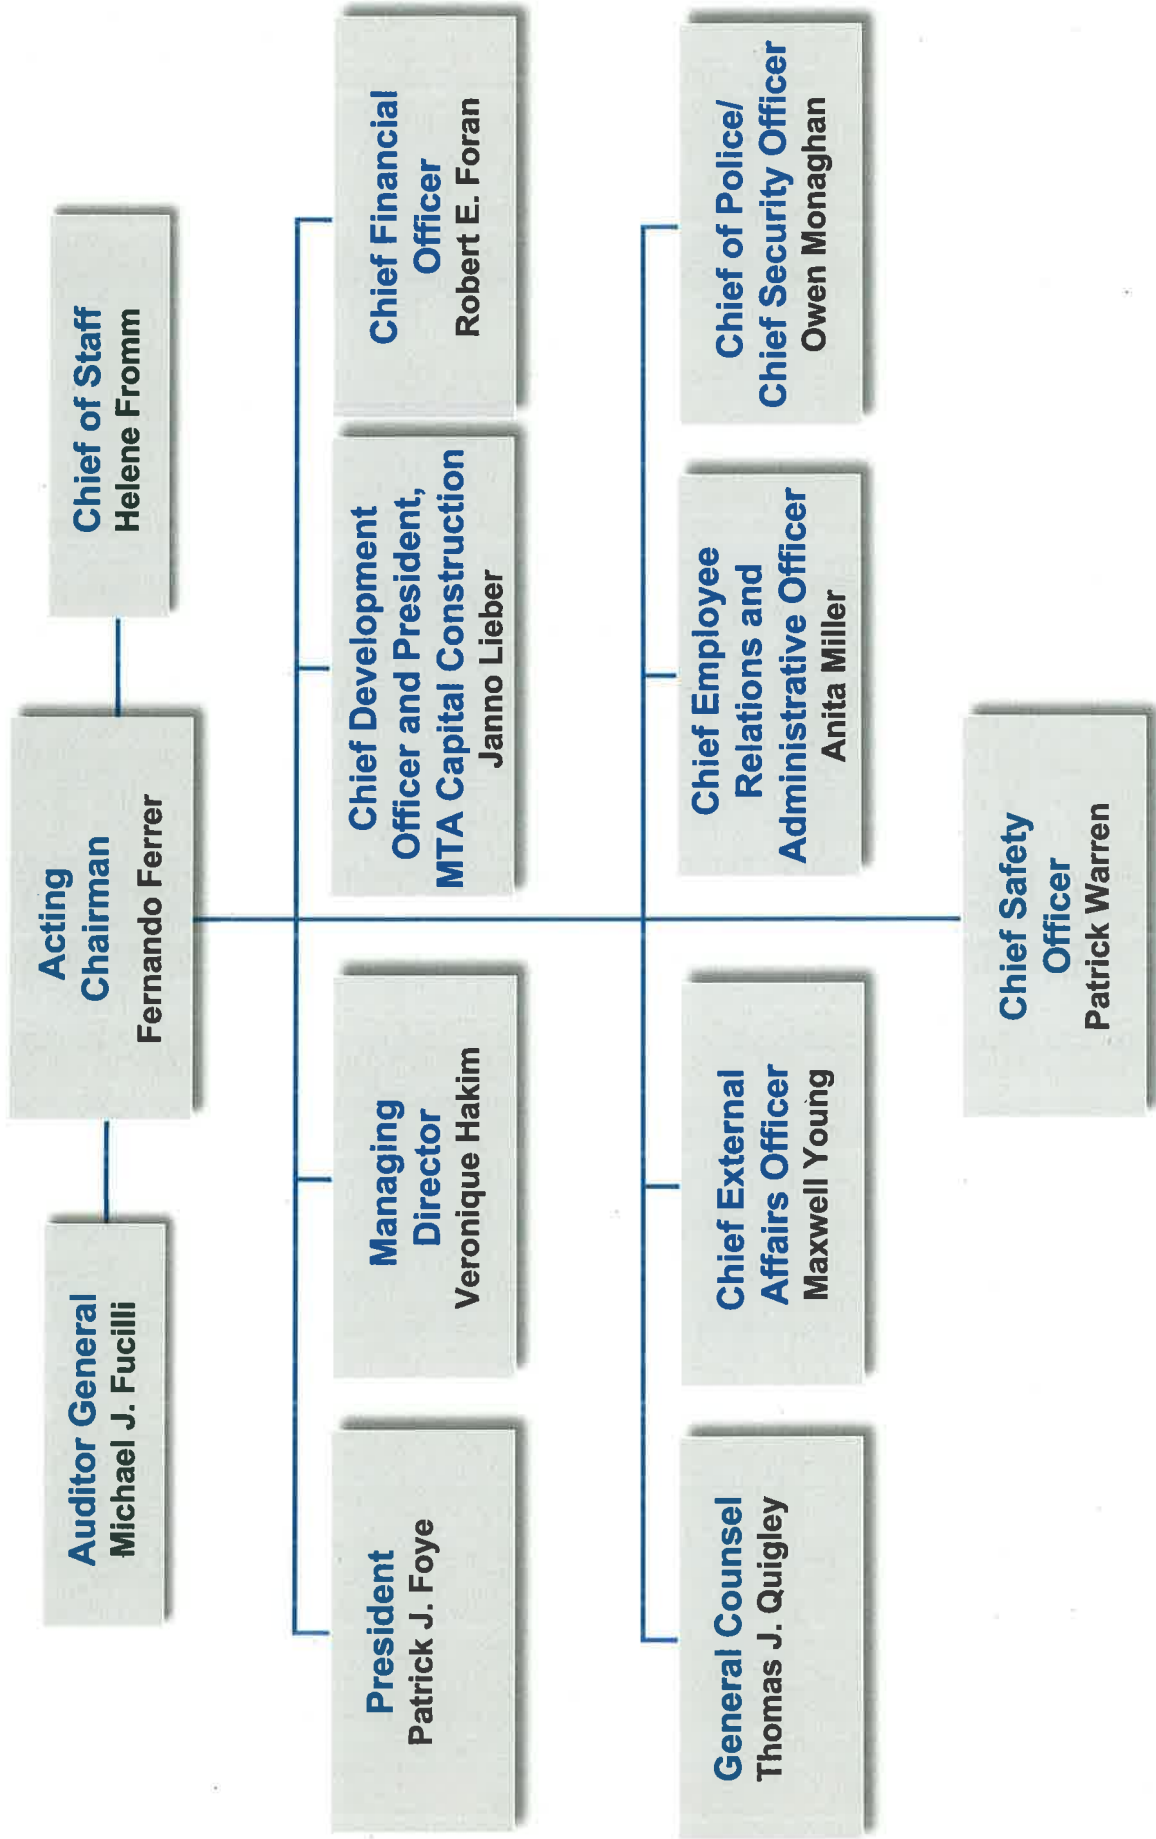 Auditor General
Michael J. Fucilli
Acting
Chairman
Fernando Ferrer
Chief of Staff
Helene Fromm
President
Patrick J. Foye
Managing
Director
Veronique Hakim
Chief Development
Officer and President,
MTA Capital Construction
Janno Lieber
Chief Financial
Officer
Robert E. Foran
General Counsel
Thomas J. Quigley
Chief External
Affairs Officer
Maxwell Young
Chief Employee
Relations and
Administrative Officer
Anita Miller
Chief of Police/
Chief Security Officer
Owen Monaghan
Chief Safety
Officer
Patrick Warren